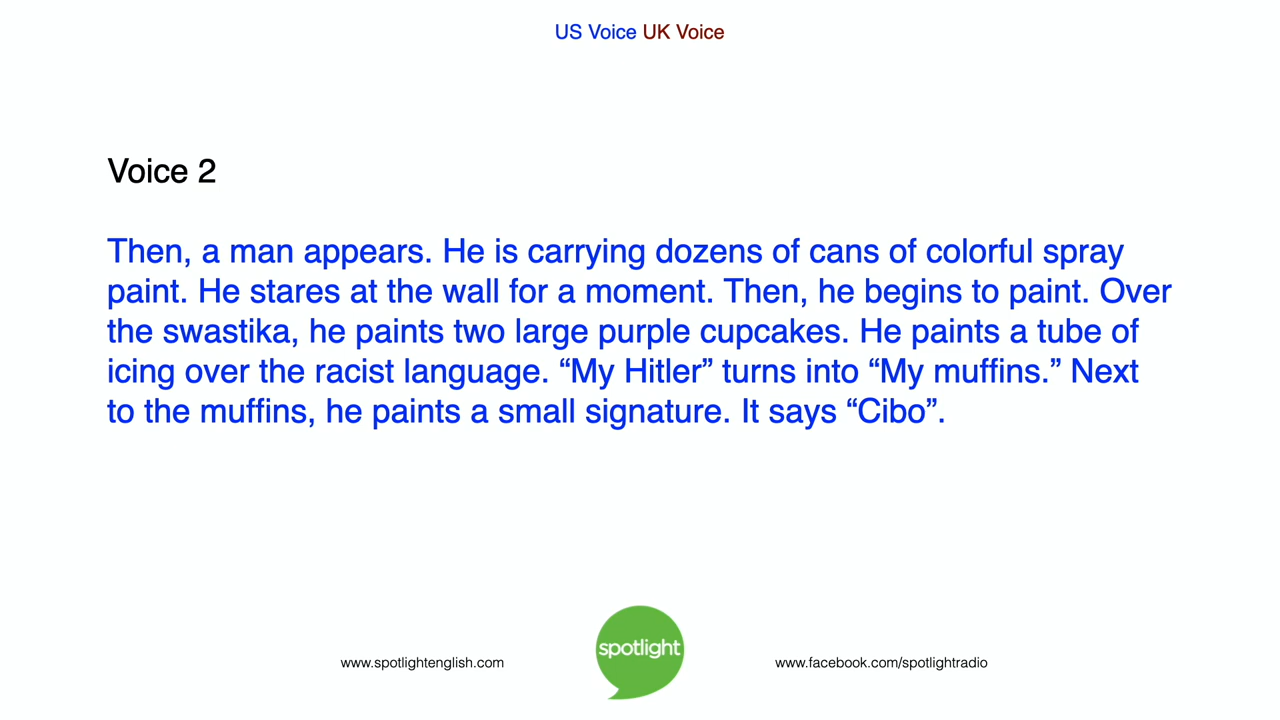 US Voice UK Voice
Voice 2
Then, a man appears. He is carrying dozens of cans of colorful spray
paint. He stares at the wall for a moment. Then, he begins to paint. Over
the swastika, he paints two large purple cupcakes. He paints a tube of
icing over the racist language. “My Hitler” turns into “My muffins.” Next
to the muffins, he paints a small signature. It says “Cibo”.
www.spotlightenglish.com
spotlight
www.facebook.com/spotlightradio